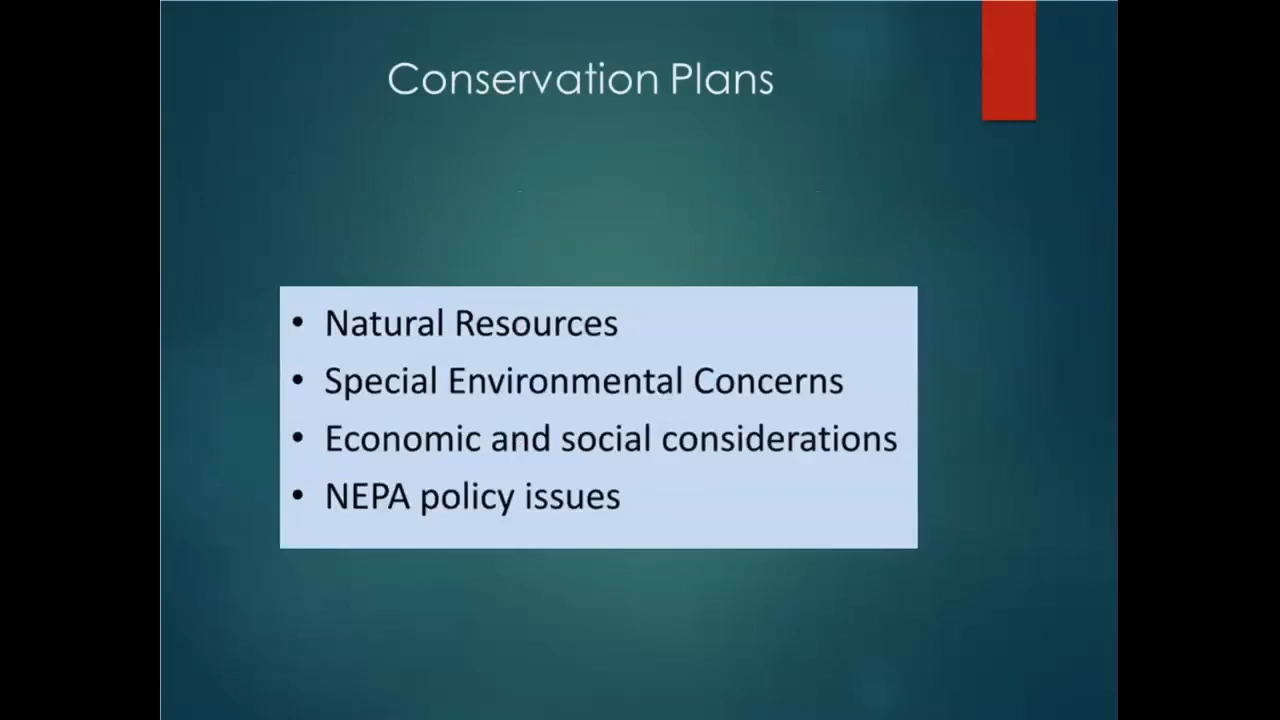 Conservation Plans
• Natural Resources
• Special Environmental Concerns
• Economic and social considerations
• NEPA policy issues